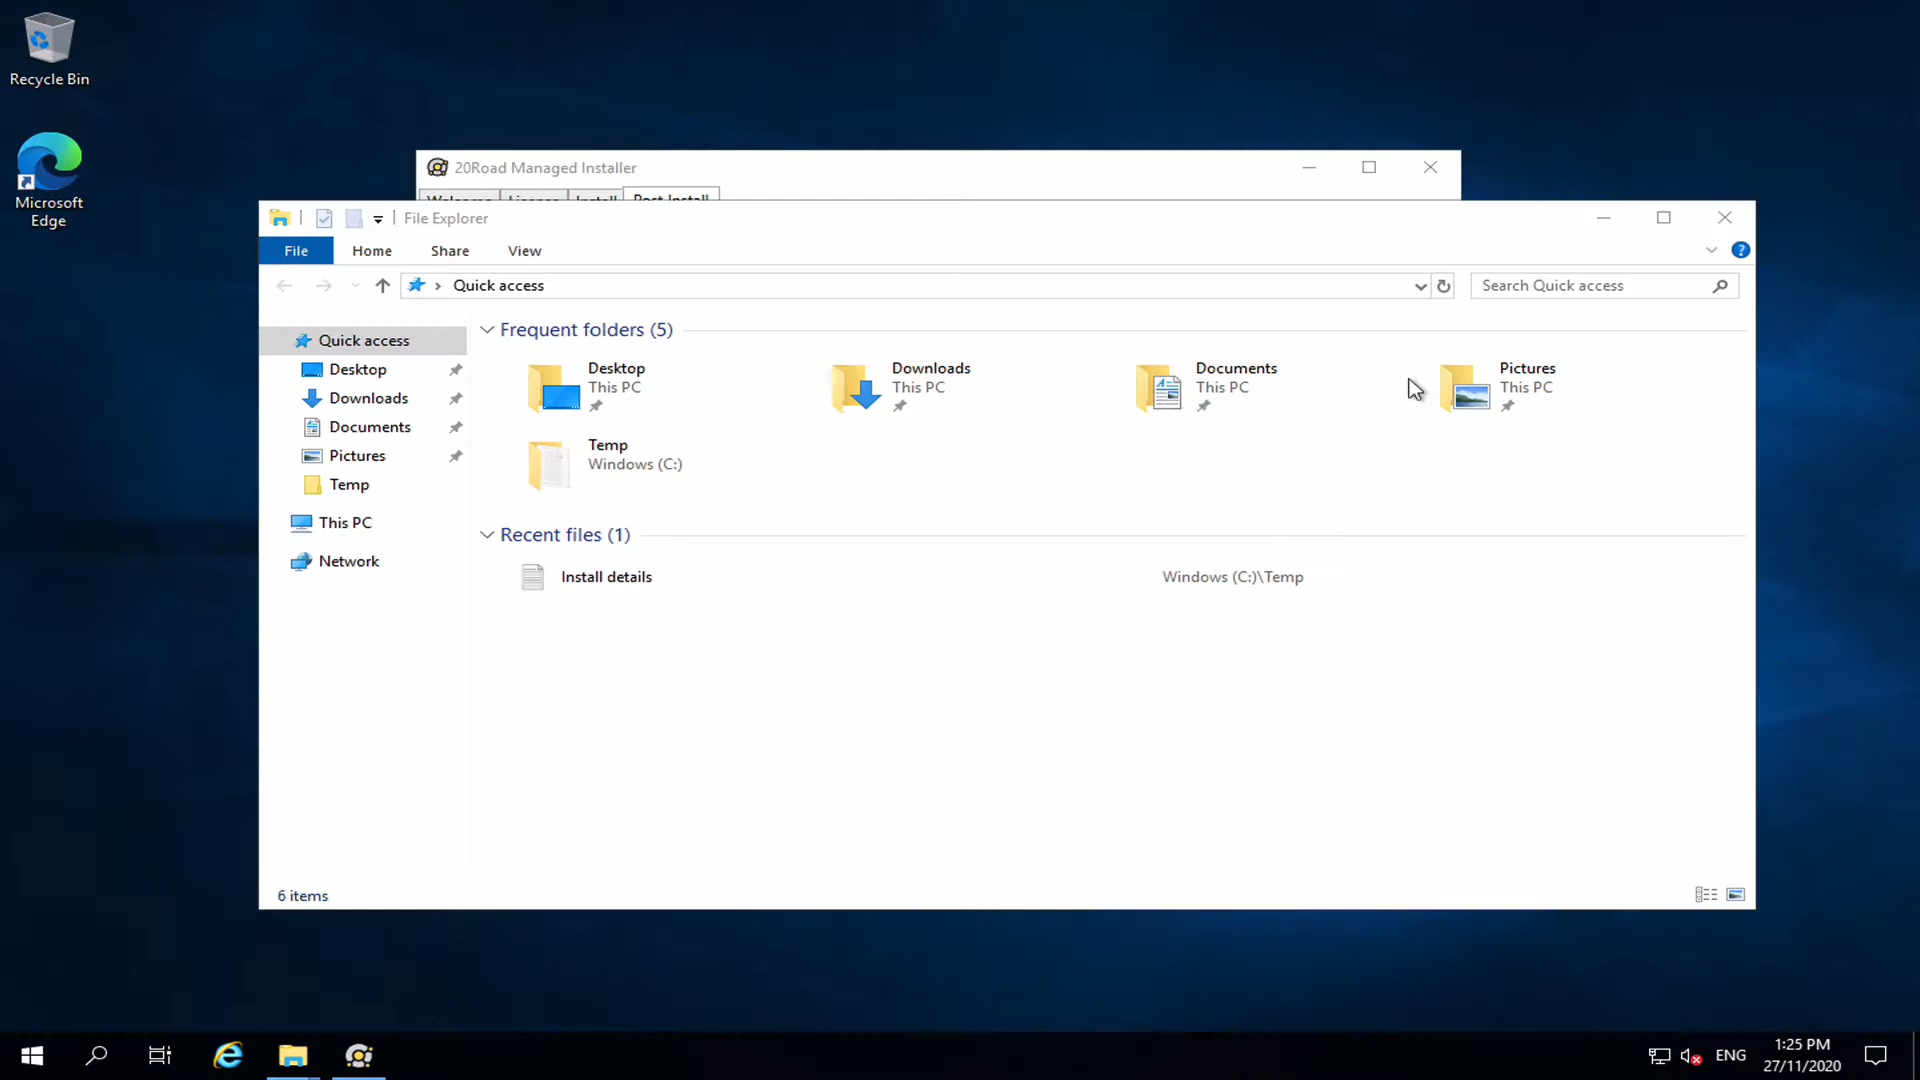 Recycle Bin
Microsoft
Edge
20Road Managed Installer
Welcome License Install Post Install
File Explorer
File Home Share View
Quick access
Search Quick access
Quick access
Desktop
Downloads
Documents
Pictures
Temp
This PC
Network
Frequent folders (5)
Desktop
This PC
Downloads
This PC
Documents
This PC
Pictures
This PC
Temp
Windows (C:)
Recent files (1)
Install details Windows (C:)\Temp
6 items
ENG
1:25 PM
27/11/2020